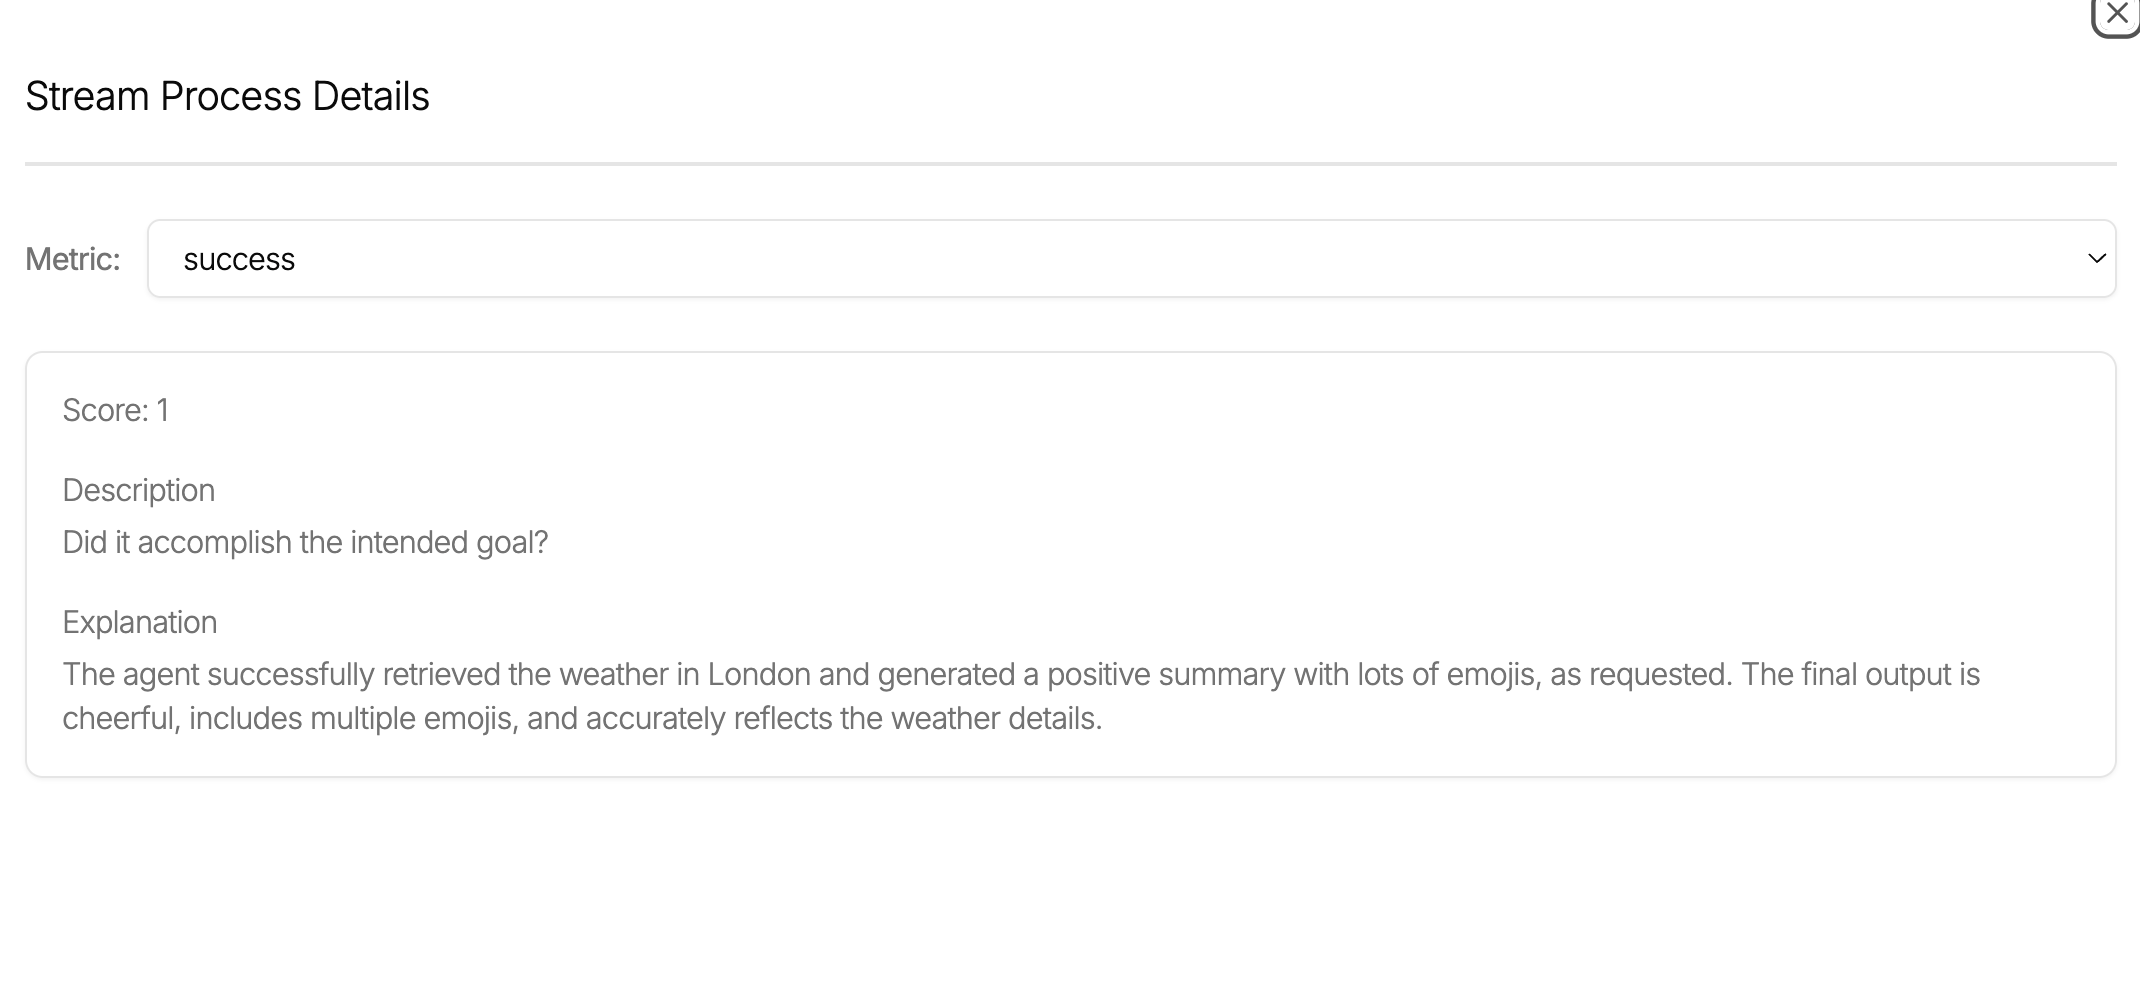 Stream Process Details
Metric:
success
Score: 1
Description
Did it accomplish the intended goal?
Explanation
The agent successfully retrieved the weather in London and generated a positive summary with lots of emojis, as requested. The final output is
cheerful, includes multiple emojis, and accurately reflects the weather details.